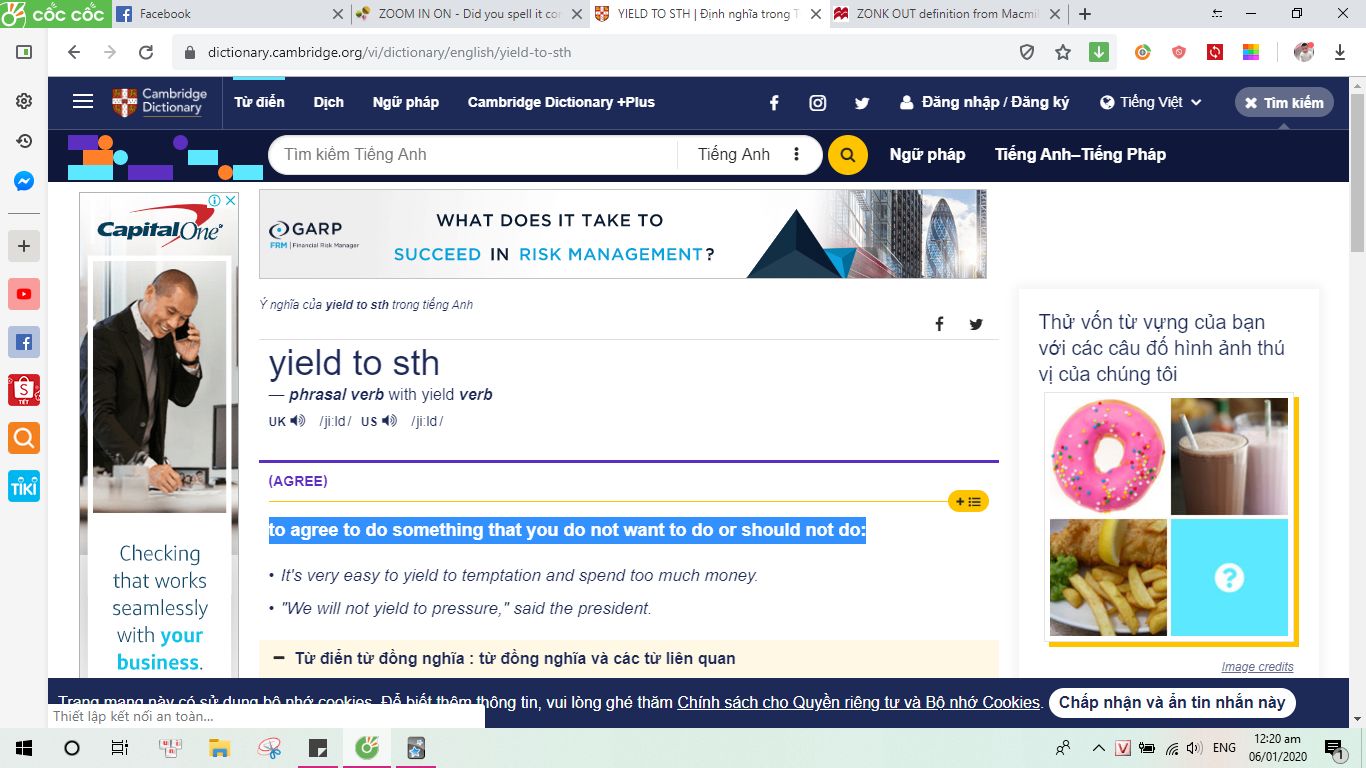 cốc cốc
Facebook
ZOOM IN ON - Did you spell it cor
YIELD TO STH | Định nghĩa trong T
ZONK OUT definition from Macmil
dictionary.cambridge.org/vi/dictionary/english/yield-to-sth
Cambridge Dictionary
Từ điển
Dịch
Ngữ pháp
Cambridge Dictionary +Plus
Đăng nhập / Đăng ký
Tiếng Việt
Tìm kiếm
Tìm kiếm Tiếng Anh
Tiếng Anh
Ngữ pháp
Tiếng Anh–Tiếng Pháp
TẾT
TIKI
Capital One
Checking
that works
seamlessly
with your
business.
GARP
FRM | Financial Risk Manager
WHAT DOES IT TAKE TO
SUCCEED IN RISK MANAGEMENT?
Ý nghĩa của yield to sth trong tiếng Anh
yield to sth
— phrasal verb with yield verb
UK /jiːld/ US /jiːld/
(AGREE)
to agree to do something that you do not want to do or should not do:
• It's very easy to yield to temptation and spend too much money.
• "We will not yield to pressure," said the president.
Từ điển từ đồng nghĩa : từ đồng nghĩa và các từ liên quan
Thử vốn từ vựng của bạn
với các câu đố hình ảnh thú
vị của chúng tôi
?
Image credits
Trang mạng này có sử dụng bộ nhớ cookies. Để biết thêm thông tin, vui lòng ghé thăm Chính sách cho Quyền riêng tư và Bộ nhớ Cookies.
Chấp nhận và ẩn tin nhắn này
Thiết lập kết nối an toàn...
ENG
12:20 am
06/01/2020
1